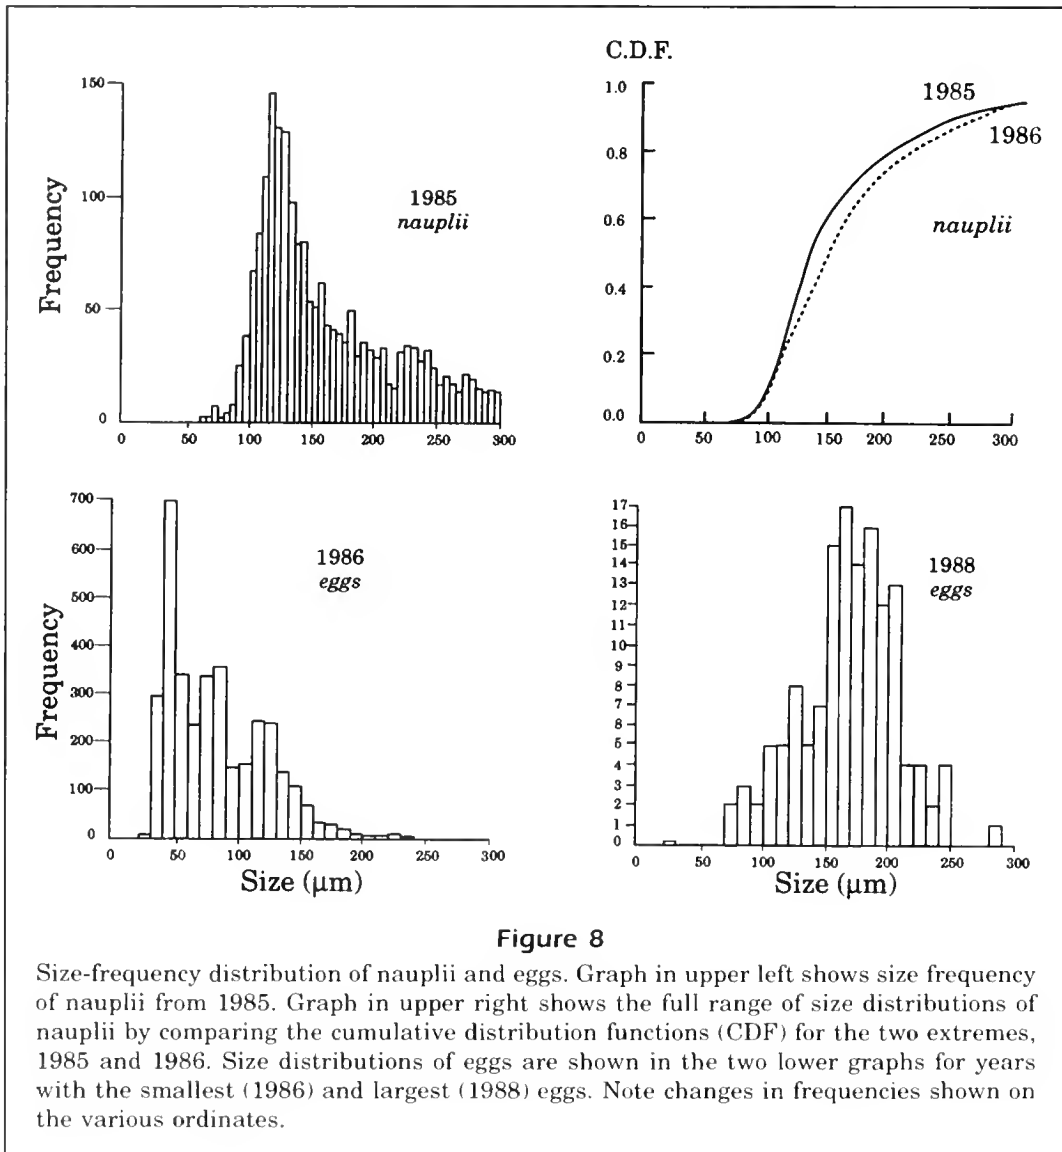 C.D.F.
150
100
50
0
Frequency
1985
nauplii
0 50 100 150 200 250 300
1.0
0.8
0.6
0.4
0.2
0.0
1985
1986
nauplii
0 50 100 150 200 250 300
700
600
500
400
300
200
100
0
Frequency
1986
eggs
0 50 100 150 200 250 300
Size (μm)
17
16
15
14
13
12
11
10
9
8
7
8
5
4
3
2
1
0
1988
eggs
0 50 100 150 200 250 300
Size (μm)
Figure 8
Size-frequency distribution of nauplii and eggs. Graph in upper left shows size frequency
of nauplii from 1985. Graph in upper right shows the full range of size distributions of
nauplii by comparing the cumulative distribution functions (CDF) for the two extremes,
1985 and 1986. Size distributions of eggs are shown in the two lower graphs for years
with the smallest (1986) and largest (1988) eggs. Note changes in frequencies shown on
the various ordinates.